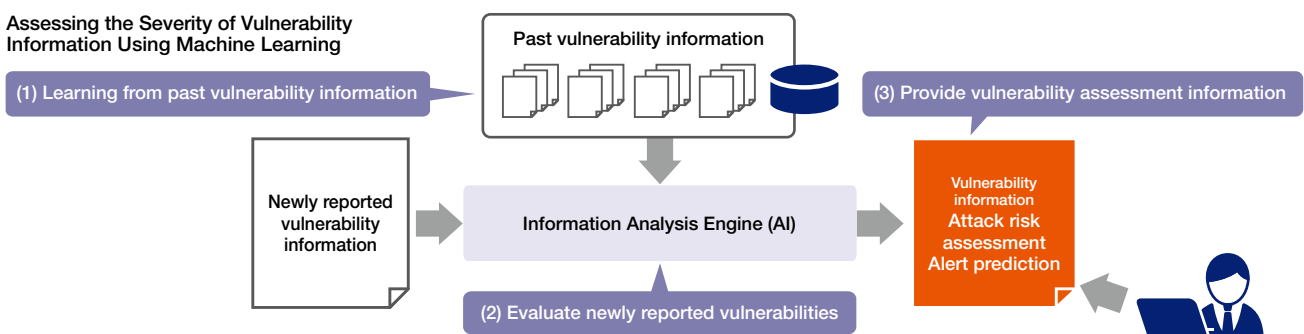 Assessing the Severity of Vulnerability
Information Using Machine Learning
Past vulnerability information
(1) Learning from past vulnerability information
(3) Provide vulnerability assessment information
Newly reported
vulnerability
information
Information Analysis Engine (AI)
Vulnerability
information
Attack risk
assessment
Alert prediction
(2) Evaluate newly reported vulnerabilities